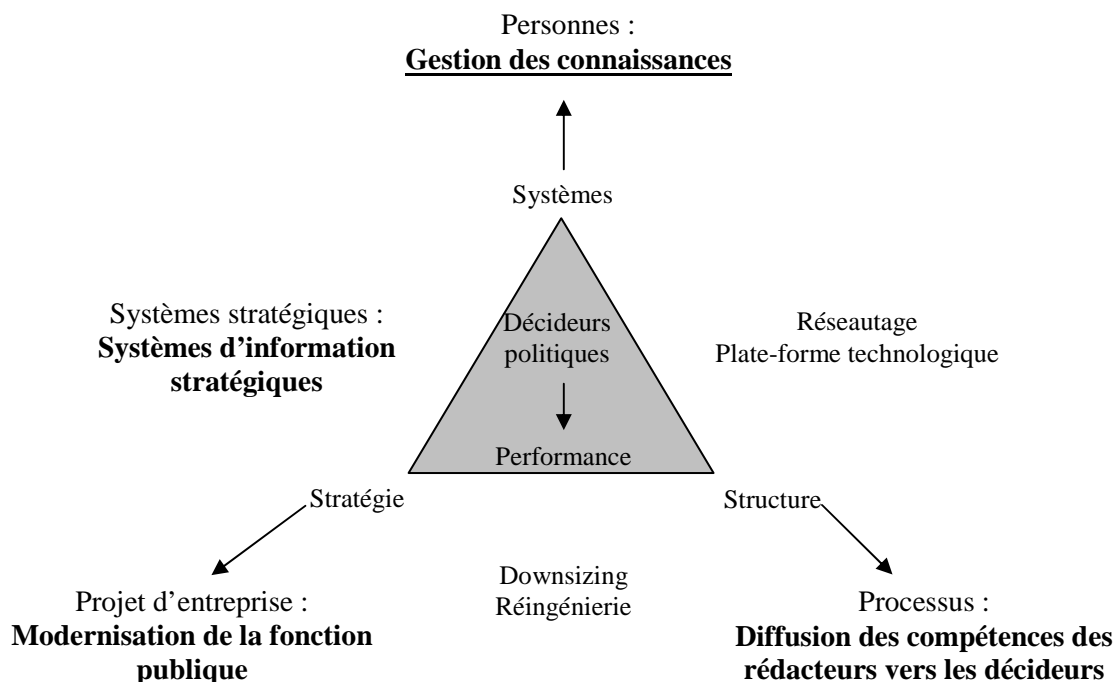 Personnes :
Gestion des connaissances
Systèmes
Systèmes stratégiques :
Systèmes d’information
stratégiques
Décideurs
politiques
Réseautage
Plate-forme technologique
Performance
Stratégie
Structure
Downsizing
Réingénierie
Projet d’entreprise :
Modernisation de la fonction
publique
Processus :
Diffusion des compétences des
rédacteurs vers les décideurs